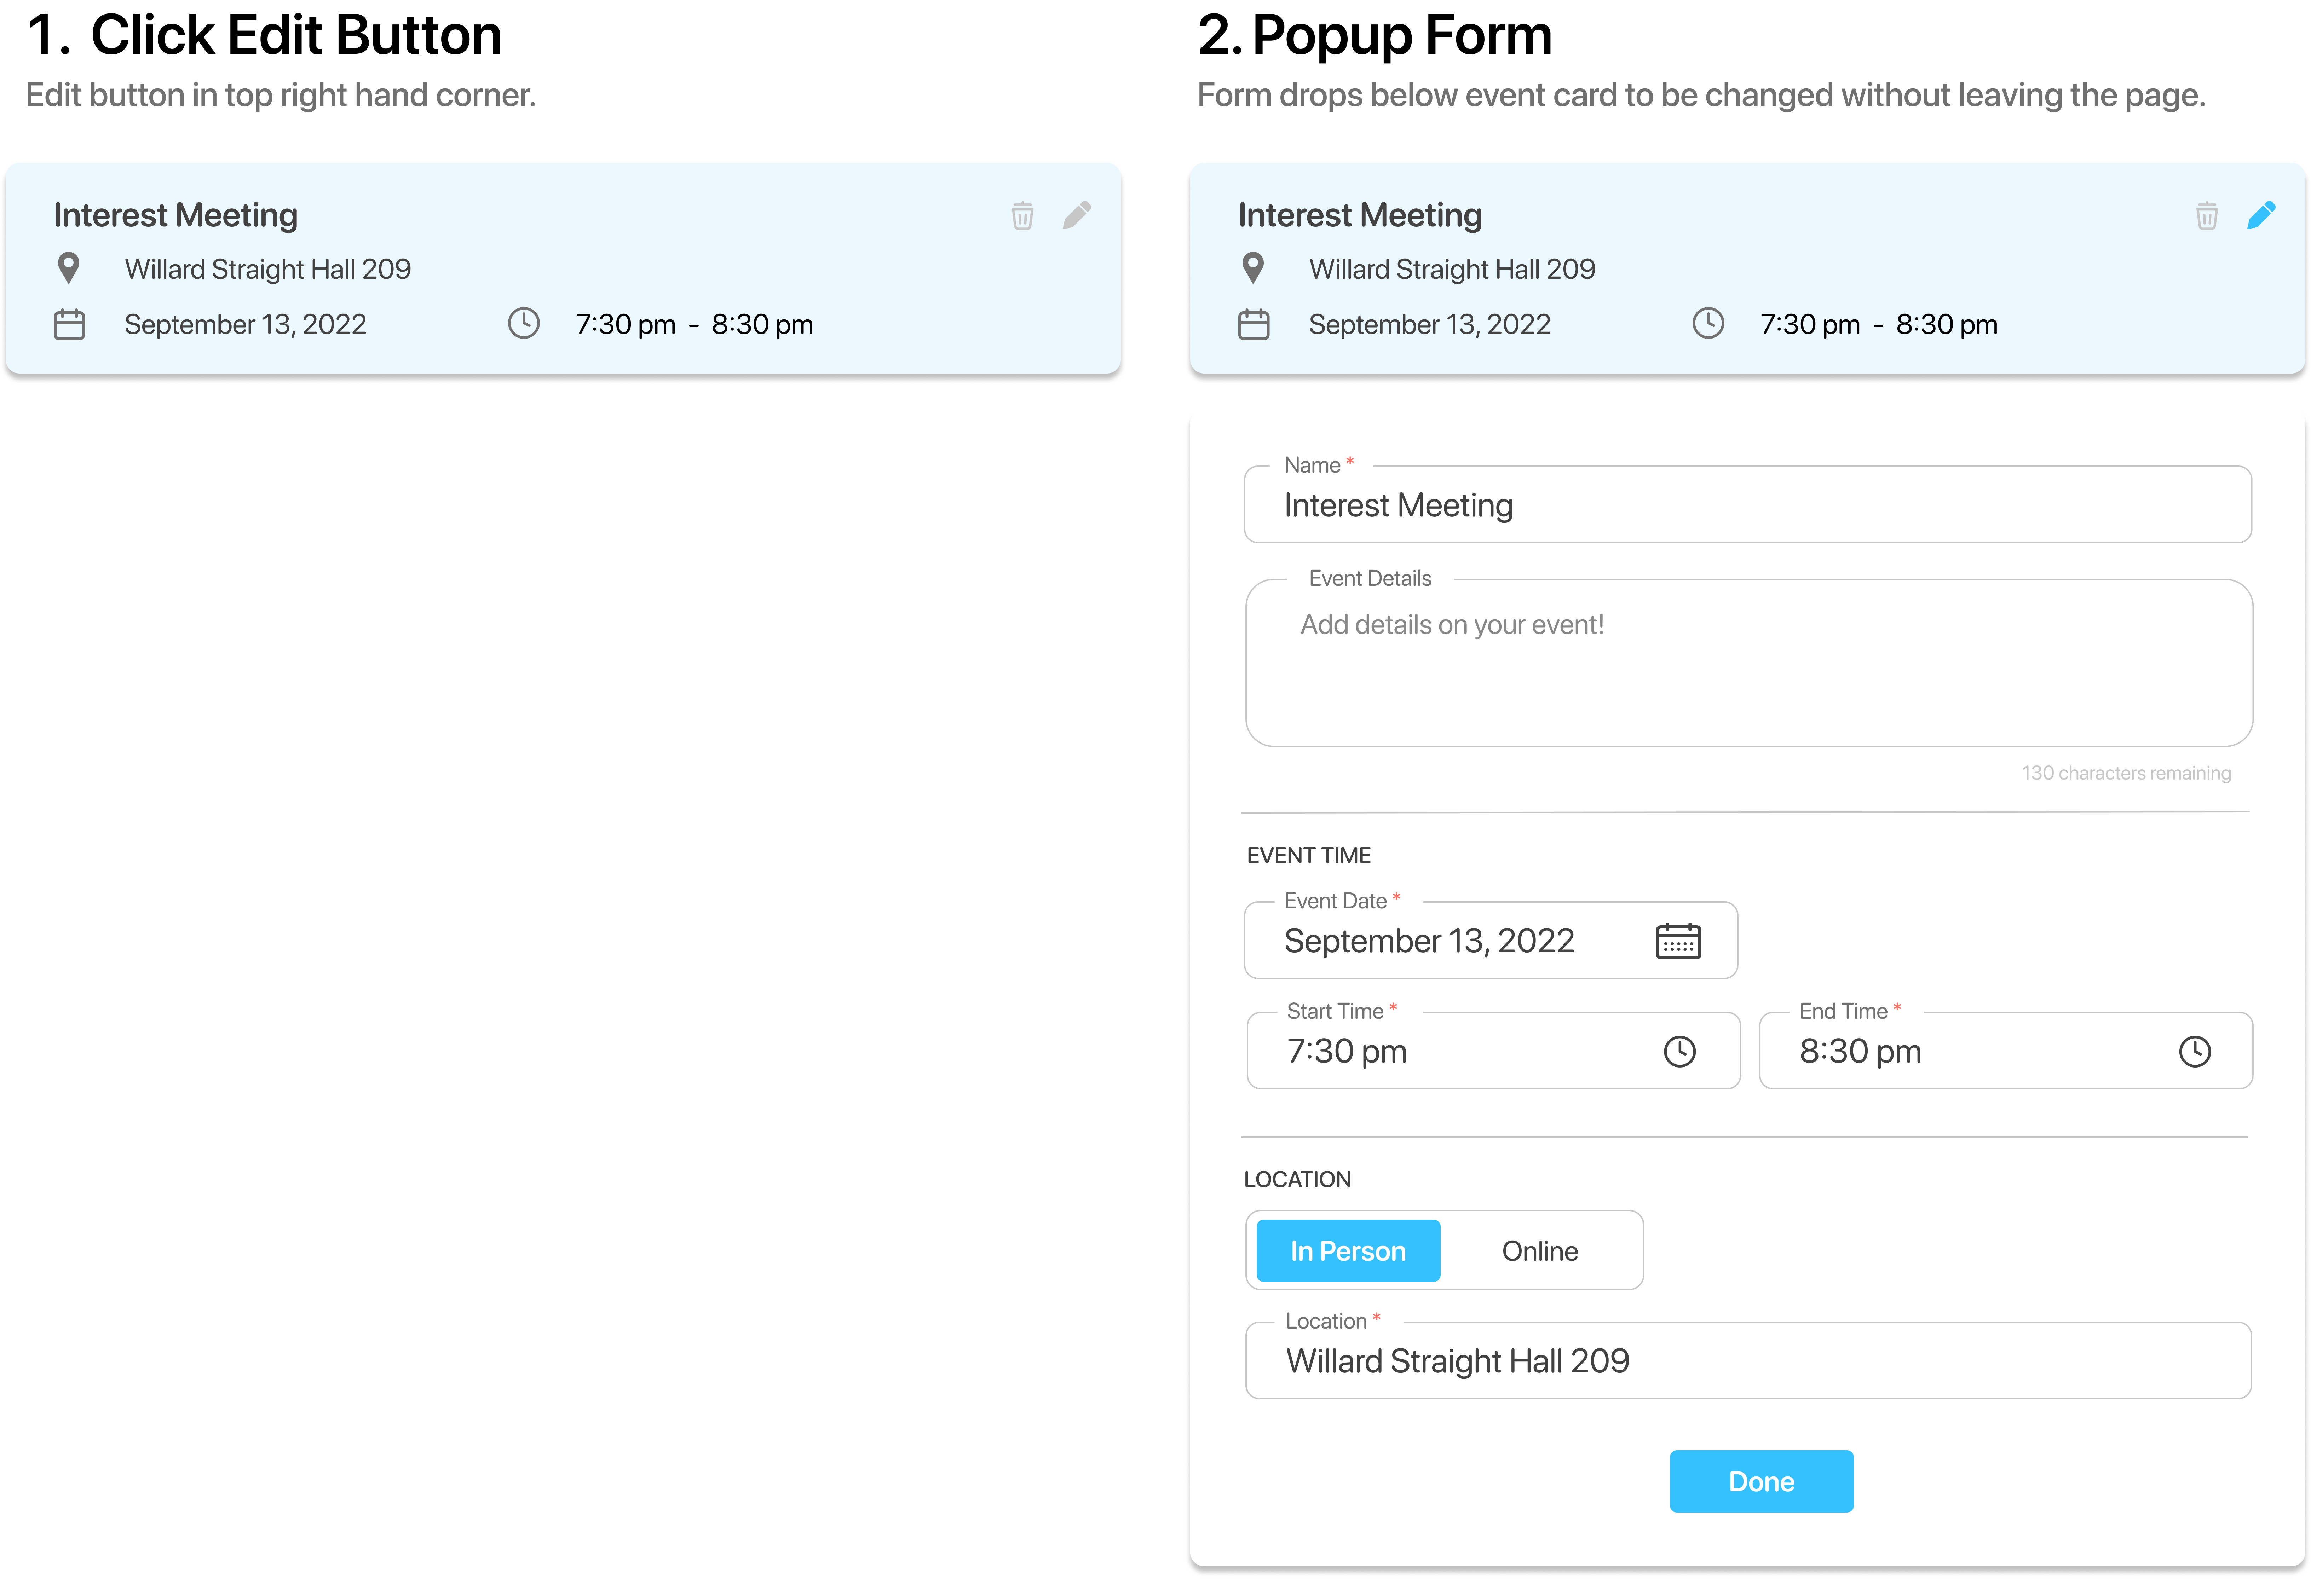 1. Click Edit Button
Edit button in top right hand corner.
Interest Meeting
Willard Straight Hall 209
September 13, 2022
7:30 pm - 8:30 pm
2. Popup Form
Form drops below event card to be changed without leaving the page.
Interest Meeting
Willard Straight Hall 209
September 13, 2022
7:30 pm - 8:30 pm
Name *
Interest Meeting
Event Details
Add details on your event!
130 characters remaining
EVENT TIME
Event Date *
September 13, 2022
Start Time *
7:30 pm
End Time *
8:30 pm
LOCATION
In Person
Online
Location *
Willard Straight Hall 209
Done